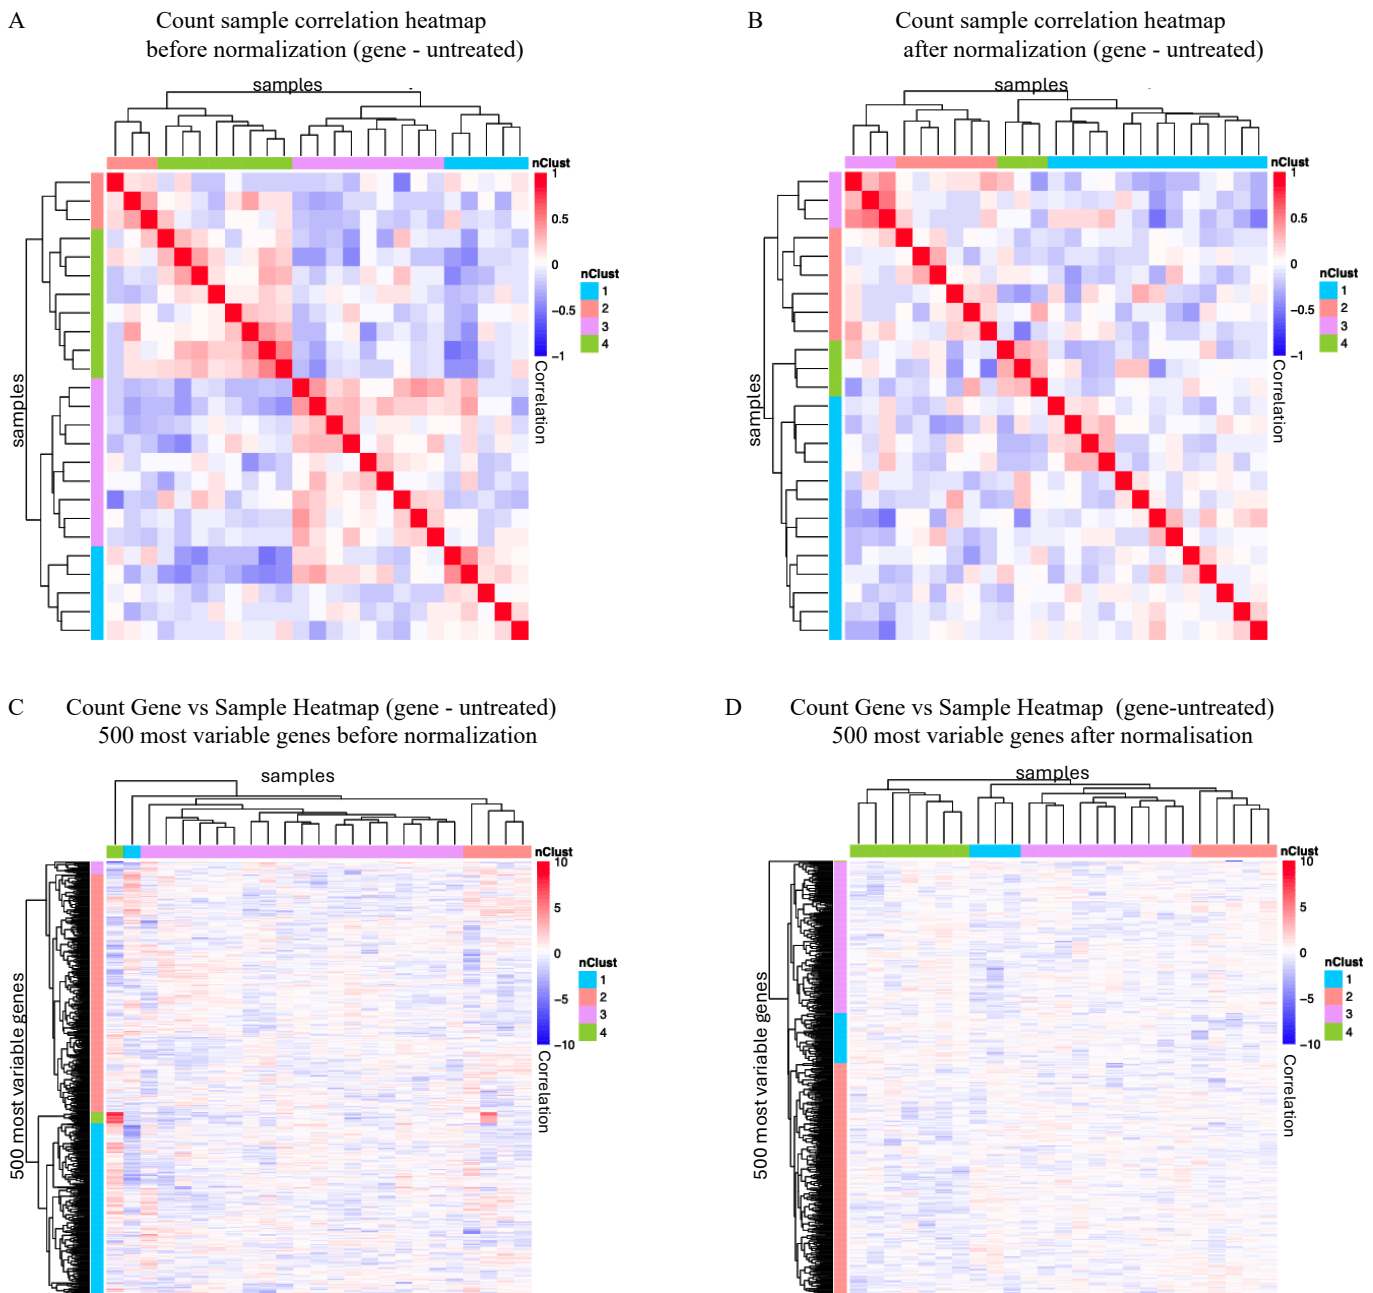 A
Count sample correlation heatmap
before normalization (gene - untreated)
samples
nClust
1
0.5
0
−0.5
−1
Correlation
nClust
1
2
3
4
samples
B
Count sample correlation heatmap
after normalization (gene - untreated)
samples
nClust
1
0.5
0
−0.5
−1
Correlation
nClust
1
2
3
4
samples
C
Count Gene vs Sample Heatmap (gene - untreated)
500 most variable genes before normalization
samples
nClust
10
5
0
−5
−10
Correlation
nClust
1
2
3
4
500 most variable genes
D
Count Gene vs Sample Heatmap (gene-untreated)
500 most variable genes after normalisation
samples
nClust
10
5
0
−5
−10
Correlation
nClust
1
2
3
4
500 most variable genes